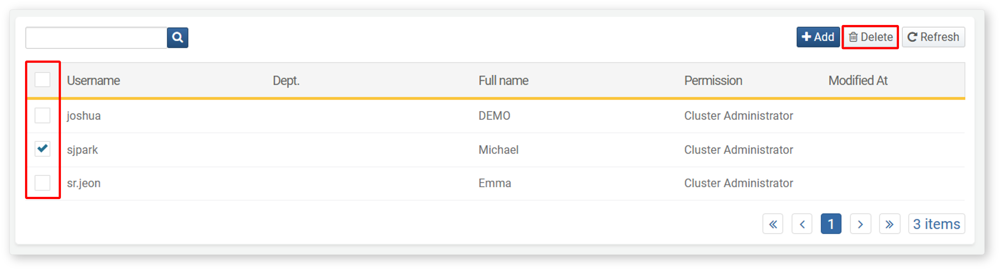 Add Delete Refresh
Username Dept. Full name Permission Modified At
joshua DEMO Cluster Administrator
sjpark Michael Cluster Administrator
sr.jeon Emma Cluster Administrator
« ‹ 1 › » 3 items